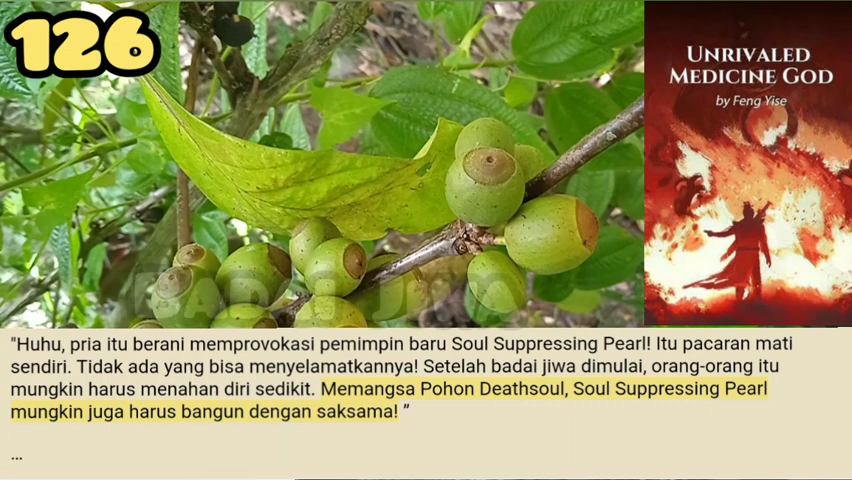 126
UNRIVALED
MEDICINE GOD
by Feng Yise
BADAI JIWA
"Huhu, pria itu berani memprovokasi pemimpin baru Soul Suppressing Pearl! Itu pacaran mati
sendiri. Tidak ada yang bisa menyelamatkannya! Setelah badai jiwa dimulai, orang-orang itu
mungkin harus menahan diri sedikit. Memangsa Pohon Deathsoul, Soul Suppressing Pearl
mungkin juga harus bangun dengan saksama! ”
...